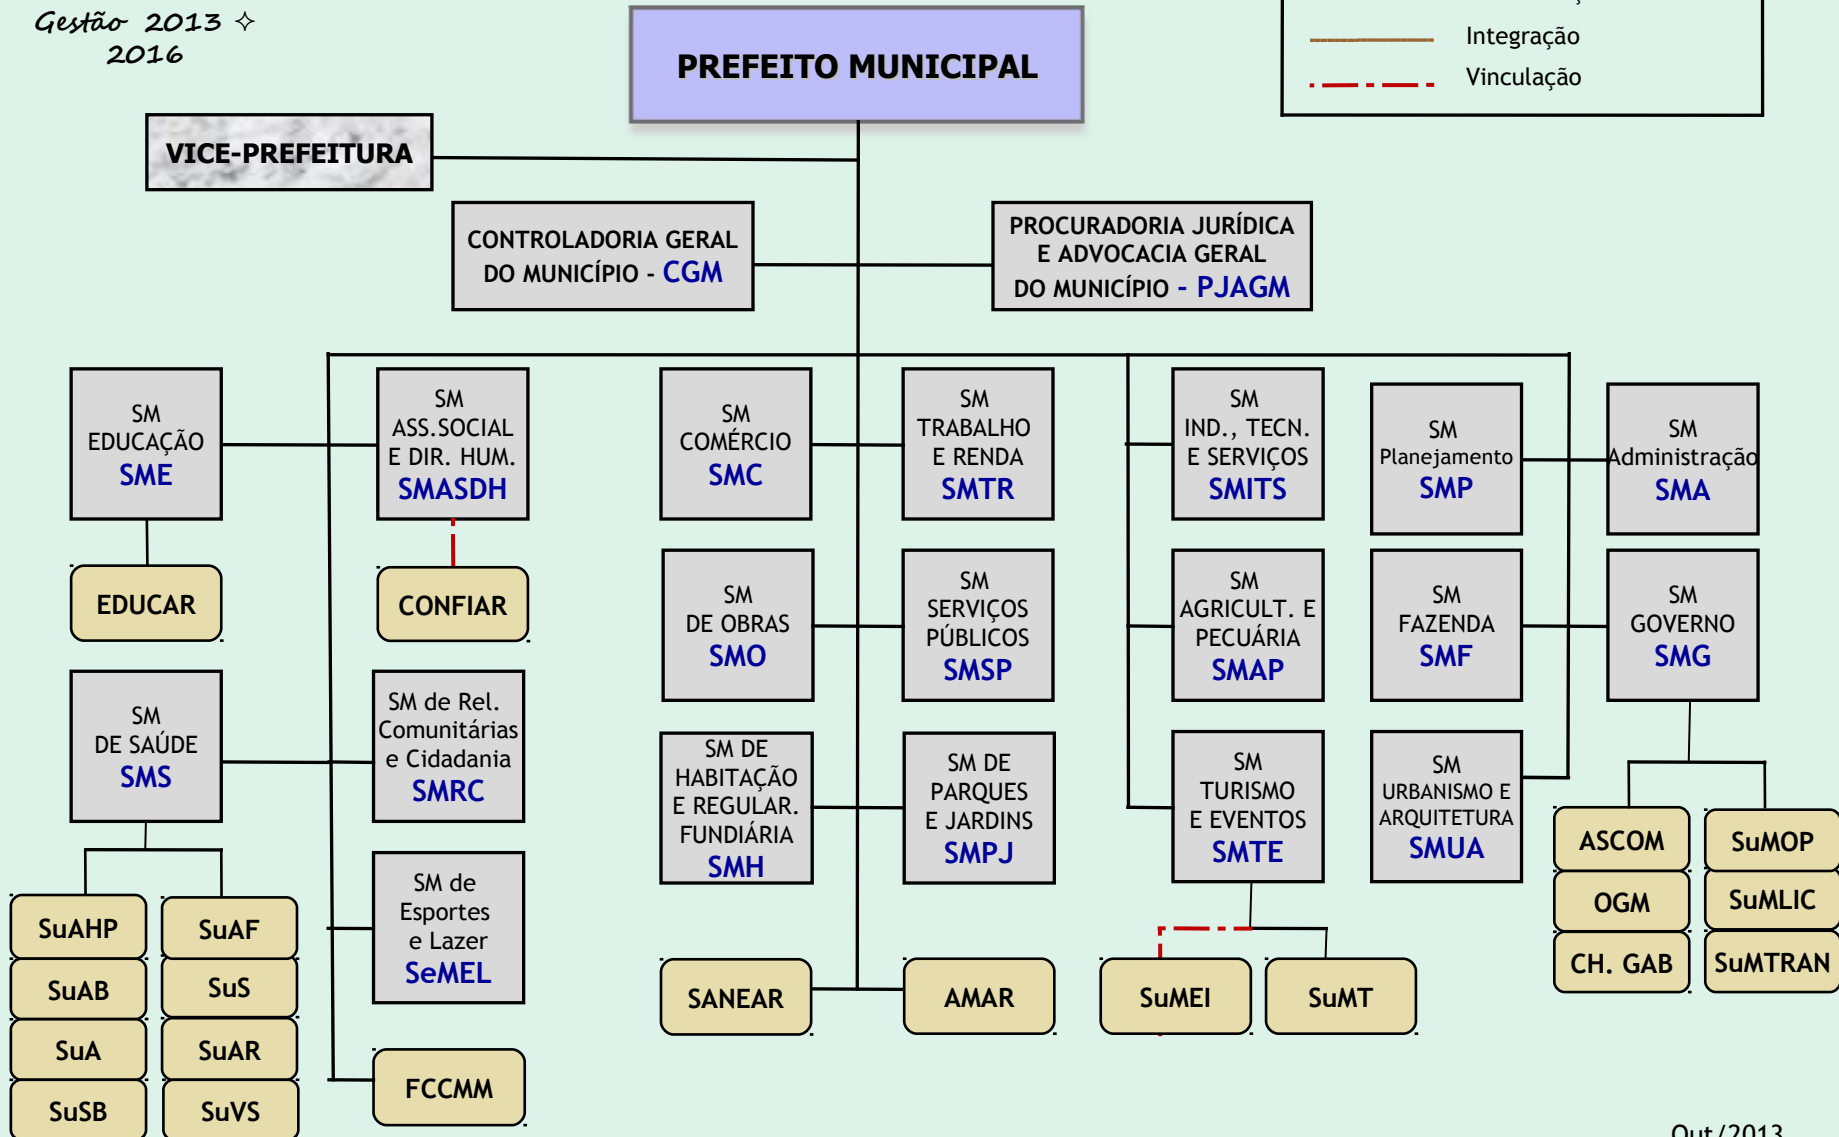 Gestão 2013 ✧
2016
PREFEITO MUNICIPAL
Integração
Vinculação
VICE-PREFEITURA
CONTROLADORIA GERAL
DO MUNICÍPIO - CGM
PROCURADORIA JURÍDICA
E ADVOCACIA GERAL
DO MUNICÍPIO - PJAGM
SM
EDUCAÇÃO
SME
SM
ASS.SOCIAL
E DIR. HUM.
SMASDH
SM
COMÉRCIO
SMC
SM
TRABALHO
E RENDA
SMTR
SM
IND., TECN.
E SERVIÇOS
SMITS
SM
Planejamento
SMP
SM
Administração
SMA
EDUCAR
CONFIAR
SM
DE OBRAS
SMO
SM
SERVIÇOS
PÚBLICOS
SMSP
SM
AGRICULT. E
PECUÁRIA
SMAP
SM
FAZENDA
SMF
SM
GOVERNO
SMG
SM
DE SAÚDE
SMS
SM de Rel.
Comunitárias
e Cidadania
SMRC
SM DE
HABITAÇÃO
E REGULAR.
FUNDIÁRIA
SMH
SM DE
PARQUES
E JARDINS
SMPJ
SM
TURISMO
E EVENTOS
SMTE
SM
URBANISMO E
ARQUITETURA
SMUA
ASCOM
SuMOP
OGM
SuMLIC
CH. GAB
SuMTRAN
SM de
Esportes
e Lazer
SeMEL
SuAHP
SuAF
SuAB
SuS
SuA
SuAR
SuSB
SuVS
FCCMM
SANEAR
AMAR
SuMEI
SuMT
Out/2013